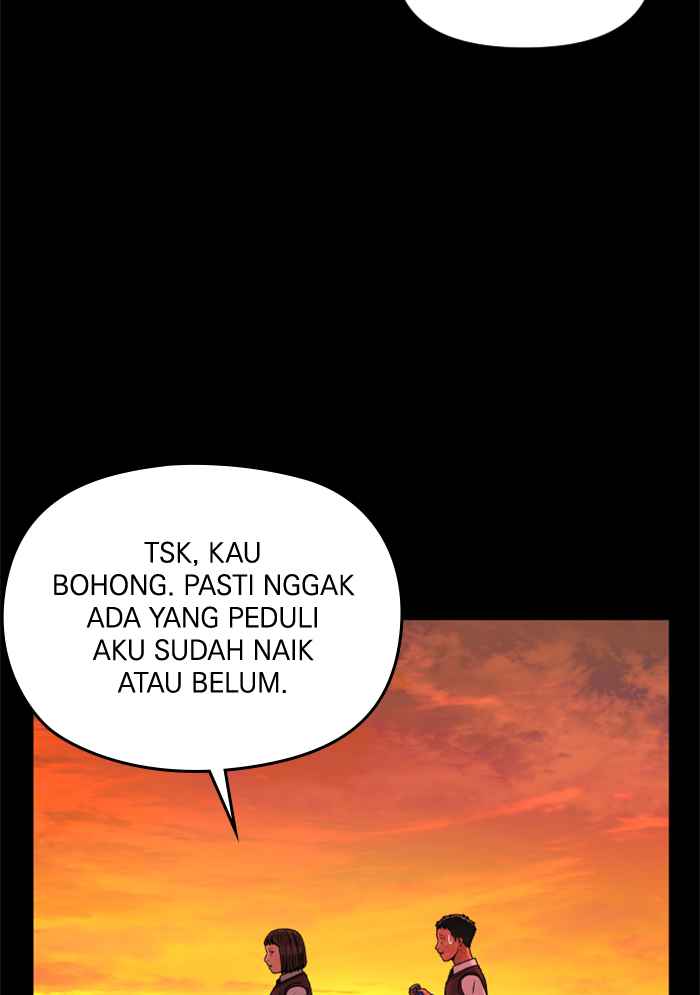 TSK, KAU
BOHONG. PASTI NGGAK
ADA YANG PEDULI
AKU SUDAH NAIK
ATAU BELUM.